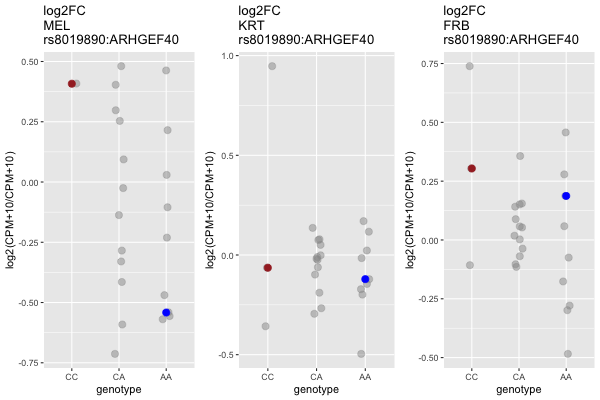 log2FC
MEL
rs8019890:ARHGEF40
log2(CPM+10/CPM+10)
0.50
0.25
0.00
-0.25
-0.50
-0.75
CC CA AA
genotype
log2FC
KRT
rs8019890:ARHGEF40
log2(CPM+10/CPM+10)
1.0
0.5
0.0
-0.5
CC CA AA
genotype
log2FC
FRB
rs8019890:ARHGEF40
log2(CPM+10/CPM+10)
0.75
0.50
0.25
0.00
-0.25
-0.50
CC CA AA
genotype